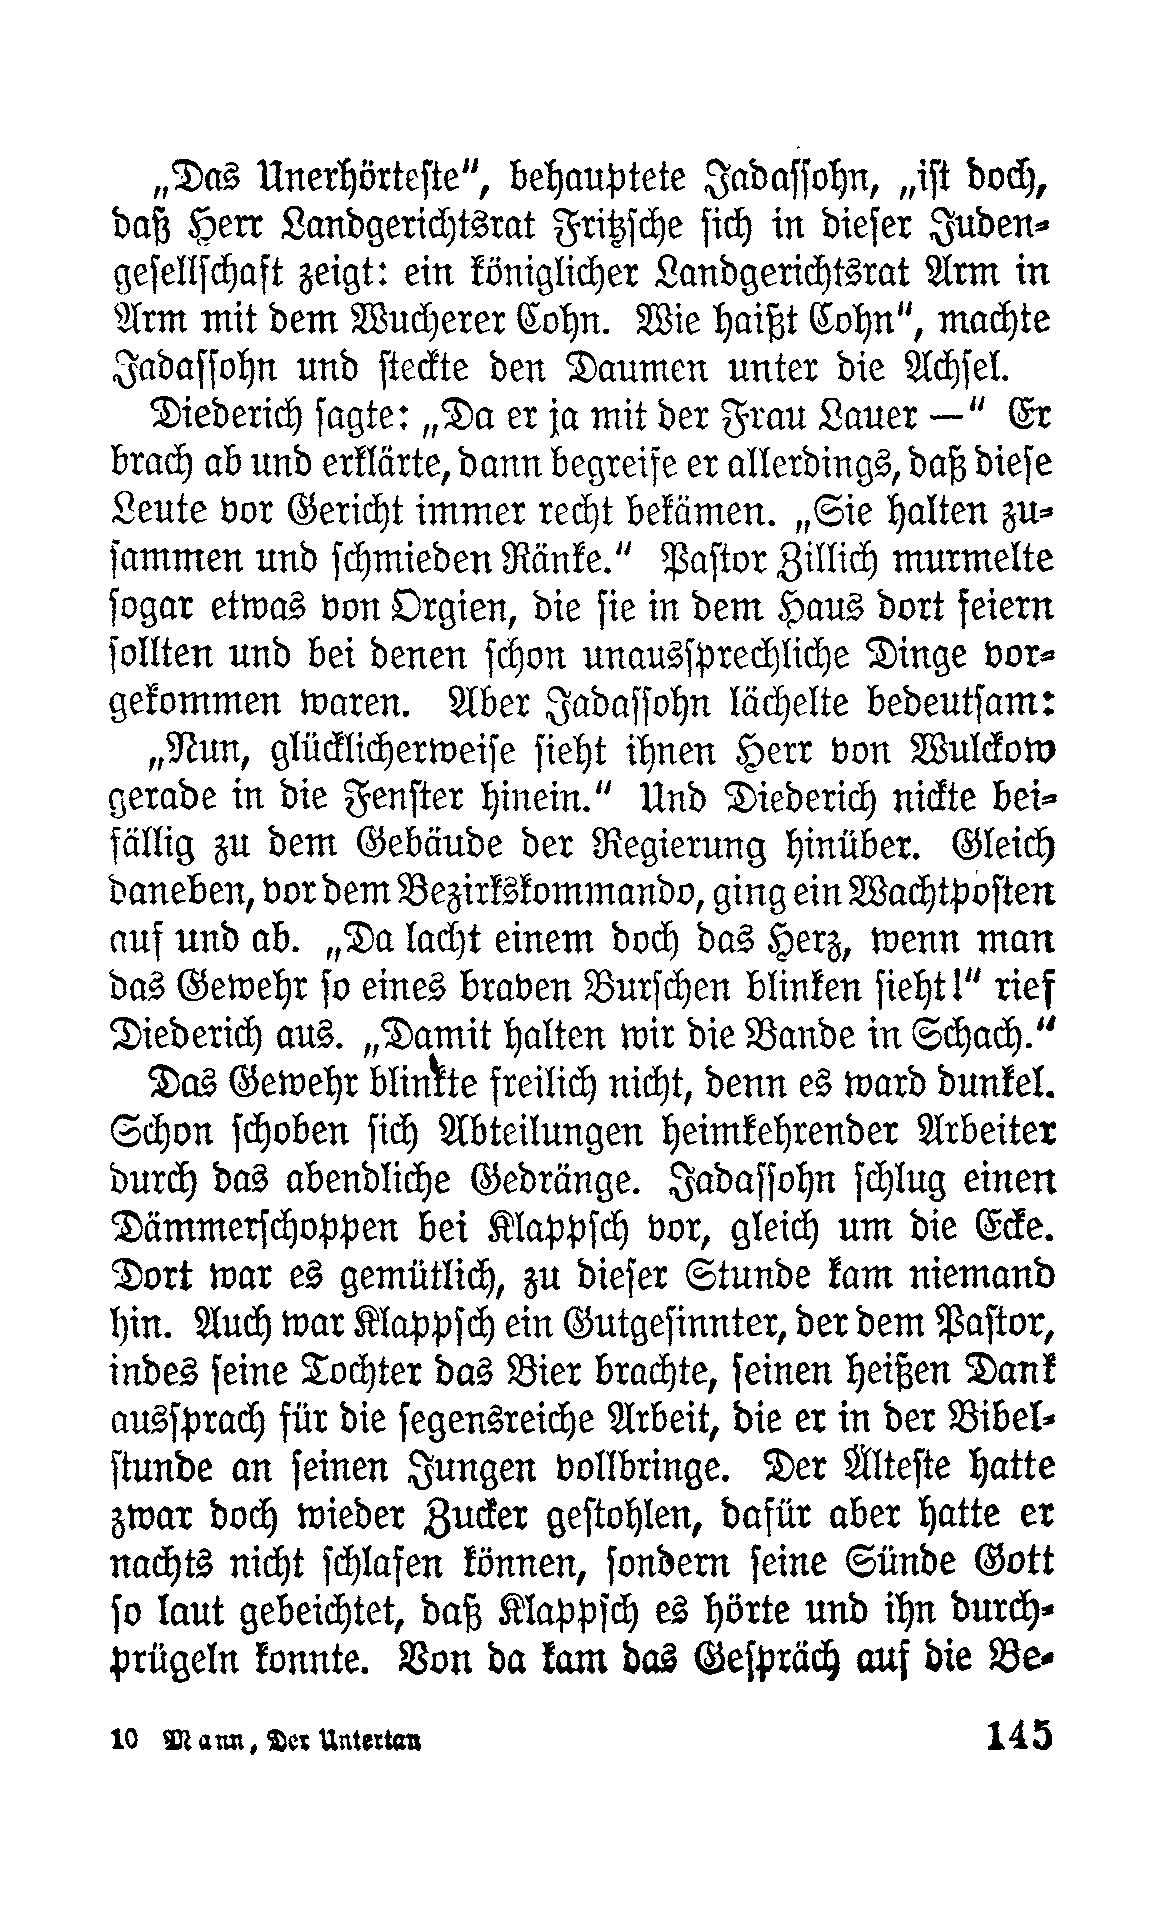 „Das Unerhörteste“, behauptete Jadassohn, „ist doch,
daß Herr Landgerichtsrat Fritzsche sich in dieser Juden-
gesellschaft zeigt: ein königlicher Landgerichtsrat Arm in
Arm mit dem Wucherer Cohn. Wie haißt Cohn“, machte
Jadassohn und steckte den Daumen unter die Achsel.
Diederich sagte: „Da er ja mit der Frau Lauer —“ Er
brach ab und erklärte, dann begreife er allerdings, daß diese
Leute vor Gericht immer recht bekämen. „Sie halten zu-
sammen und schmieden Ränke.“ Pastor Zillich murmelte
sogar etwas von Orgien, die sie in dem Haus dort feiern
sollten und bei denen schon unaussprechliche Dinge vor-
gekommen waren. Aber Jadassohn lächelte bedeutsam:
„Nun, glücklicherweise sieht ihnen Herr von Wulckow
gerade in die Fenster hinein.“ Und Diederich nickte bei-
fällig zu dem Gebäude der Regierung hinüber. Gleich
daneben, vor dem Bezirkskommando, ging ein Wachtposten
auf und ab. „Da lacht einem doch das Herz, wenn man
das Gewehr so eines braven Burschen blinken sieht!“ rief
Diederich aus. „Damit halten wir die Bande in Schach.“
Das Gewehr blinkte freilich nicht, denn es ward dunkel.
Schon schoben sich Abteilungen heimkehrender Arbeiter
durch das abendliche Gedränge. Jadassohn schlug einen
Dämmerschoppen bei Klappsch vor, gleich um die Ecke.
Dort war es gemütlich, zu dieser Stunde kam niemand
hin. Auch war Klappsch ein Gutgesinnter, der dem Pastor,
indes seine Tochter das Bier brachte, seinen heißen Dank
aussprach für die segensreiche Arbeit, die er in der Bibel-
stunde an seinen Jungen vollbringe. Der Älteste hatte
zwar doch wieder Zucker gestohlen, dafür aber hatte er
nachts nicht schlafen können, sondern seine Sünde Gott
so laut gebeichtet, daß Klappsch es hörte und ihn durch-
prügeln konnte. Von da kam das Gespräch auf die Be-
10 Mann, Der Untertan 145